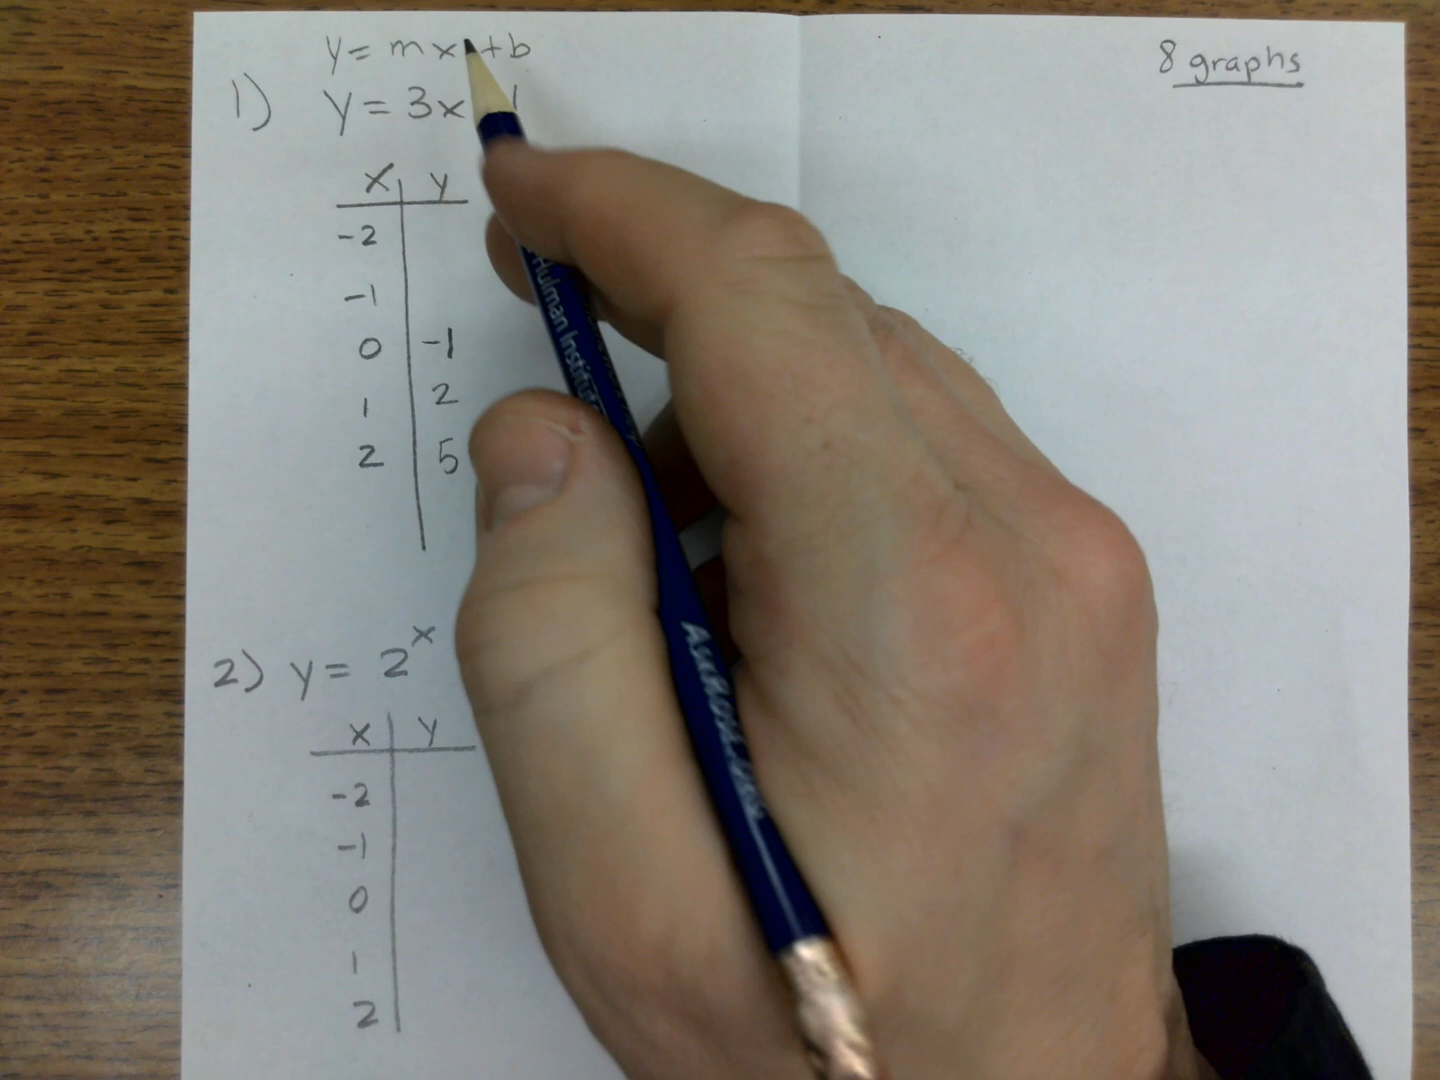 y = mx +b
8 graphs
1) y = 3x 1
x y
-2
-1
0 -1
1 2
2 5
2) y = 2^x
x y
-2
-1
0
1
2
Hulman Institute